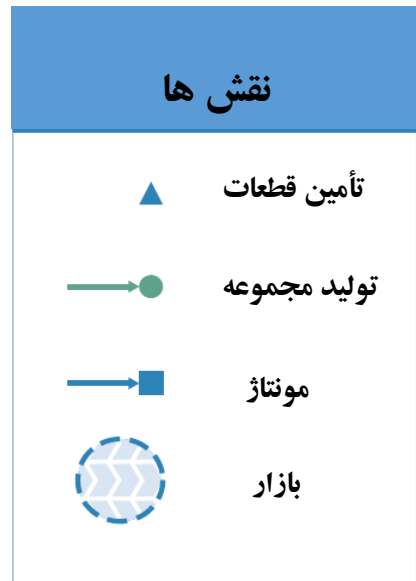 نقش ها
تأمین قطعات
تولید مجموعه
مونتاژ
بازار